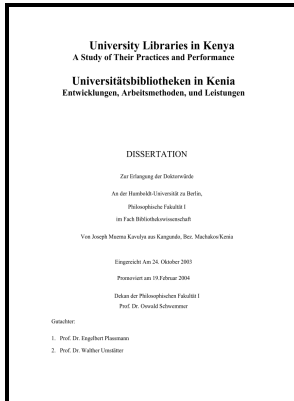 University Libraries in Kenya
A Study of Their Practices and Performance
Universitätsbibliotheken in Kenia
Entwicklungen, Arbeitsmethoden, und Leistungen
DISSERTATION
Zur Erlangung der Doktorwürde
An der Humboldt-Universität zu Berlin,
Philosophische Fakultät I
im Fach Bibliothekswissenschaft
Von Joseph Muema Kavulya aus Kangundo, Bez. Machakos/Kenia
Eingereicht Am 24. Oktober 2003
Promoviert am 19.Februar 2004
Dekan der Philosophischen Fakultät I
Prof. Dr. Oswald Schwemmer
Gutachter:
1. Prof. Dr. Engelbert Plassmann
2. Prof. Dr. Walther Umstätter